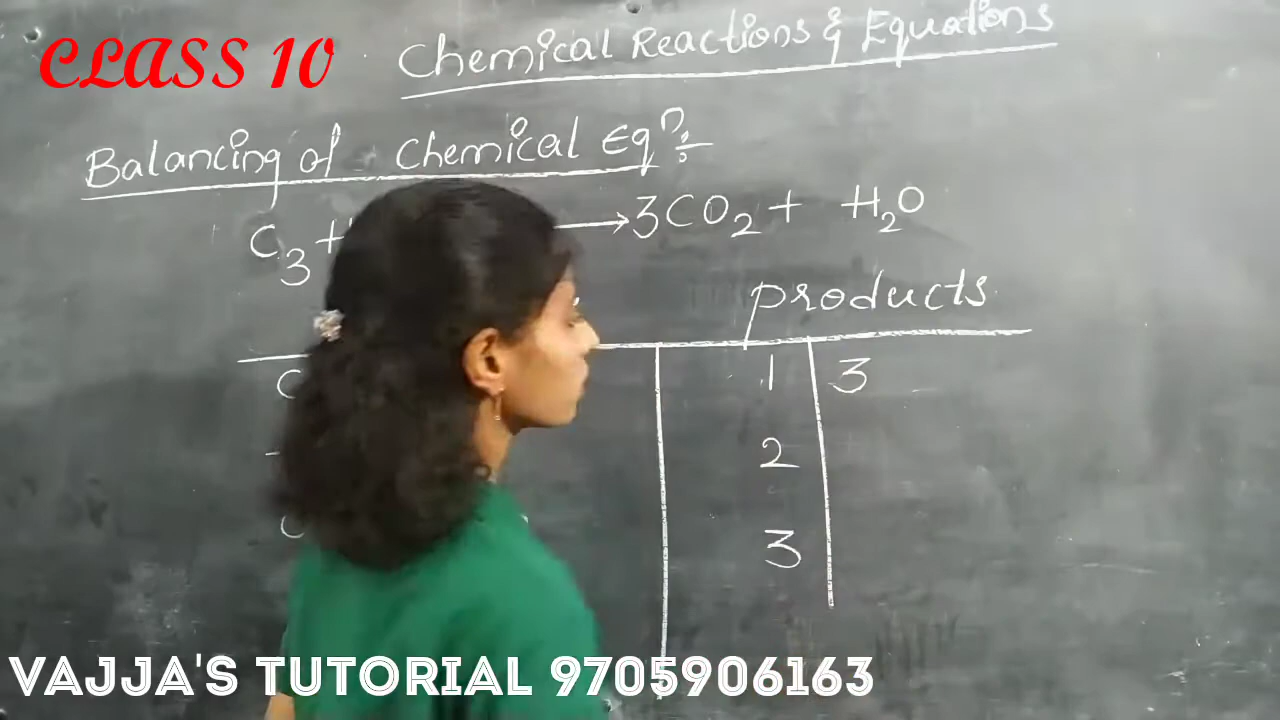 CLASS 10
Chemical Reactions & Equations
Balancing of Chemical Eqn:-
C3+ → 3CO2 + H2O
products
C 1 3
2
3
VAJJA'S TUTORIAL 9705906163